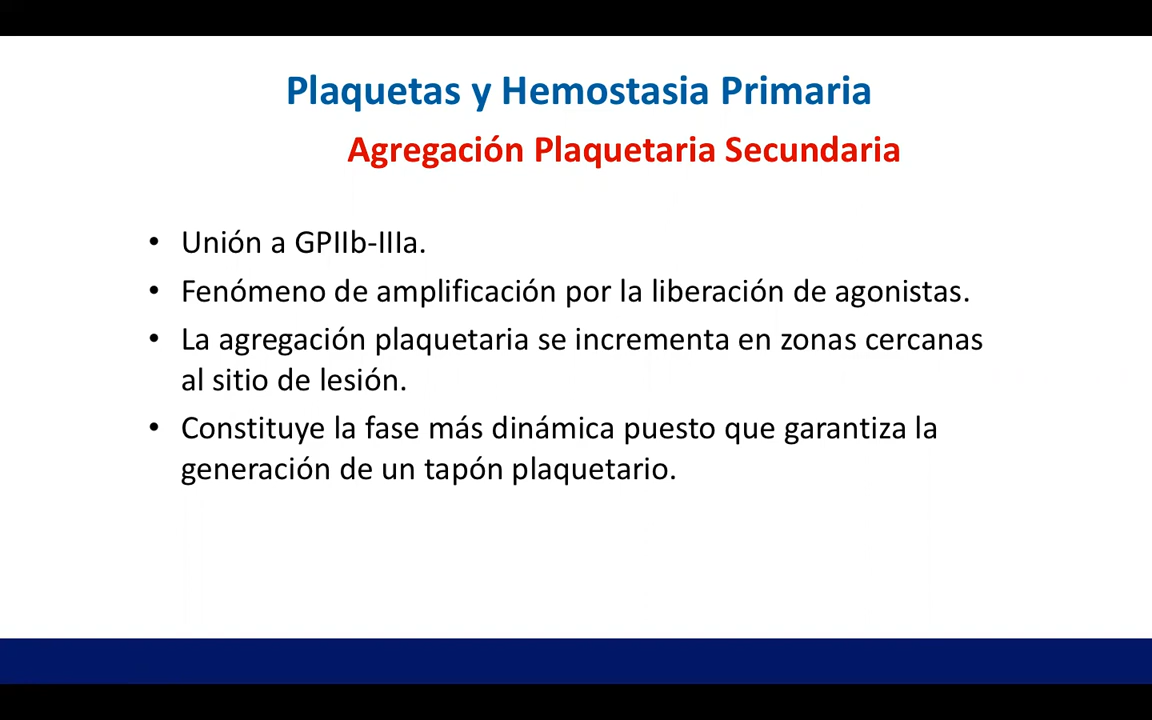 Plaquetas y Hemostasia Primaria
Agregación Plaquetaria Secundaria
• Unión a GPIIb-IIIa.
• Fenómeno de amplificación por la liberación de agonistas.
• La agregación plaquetaria se incrementa en zonas cercanas
al sitio de lesión.
• Constituye la fase más dinámica puesto que garantiza la
generación de un tapón plaquetario.